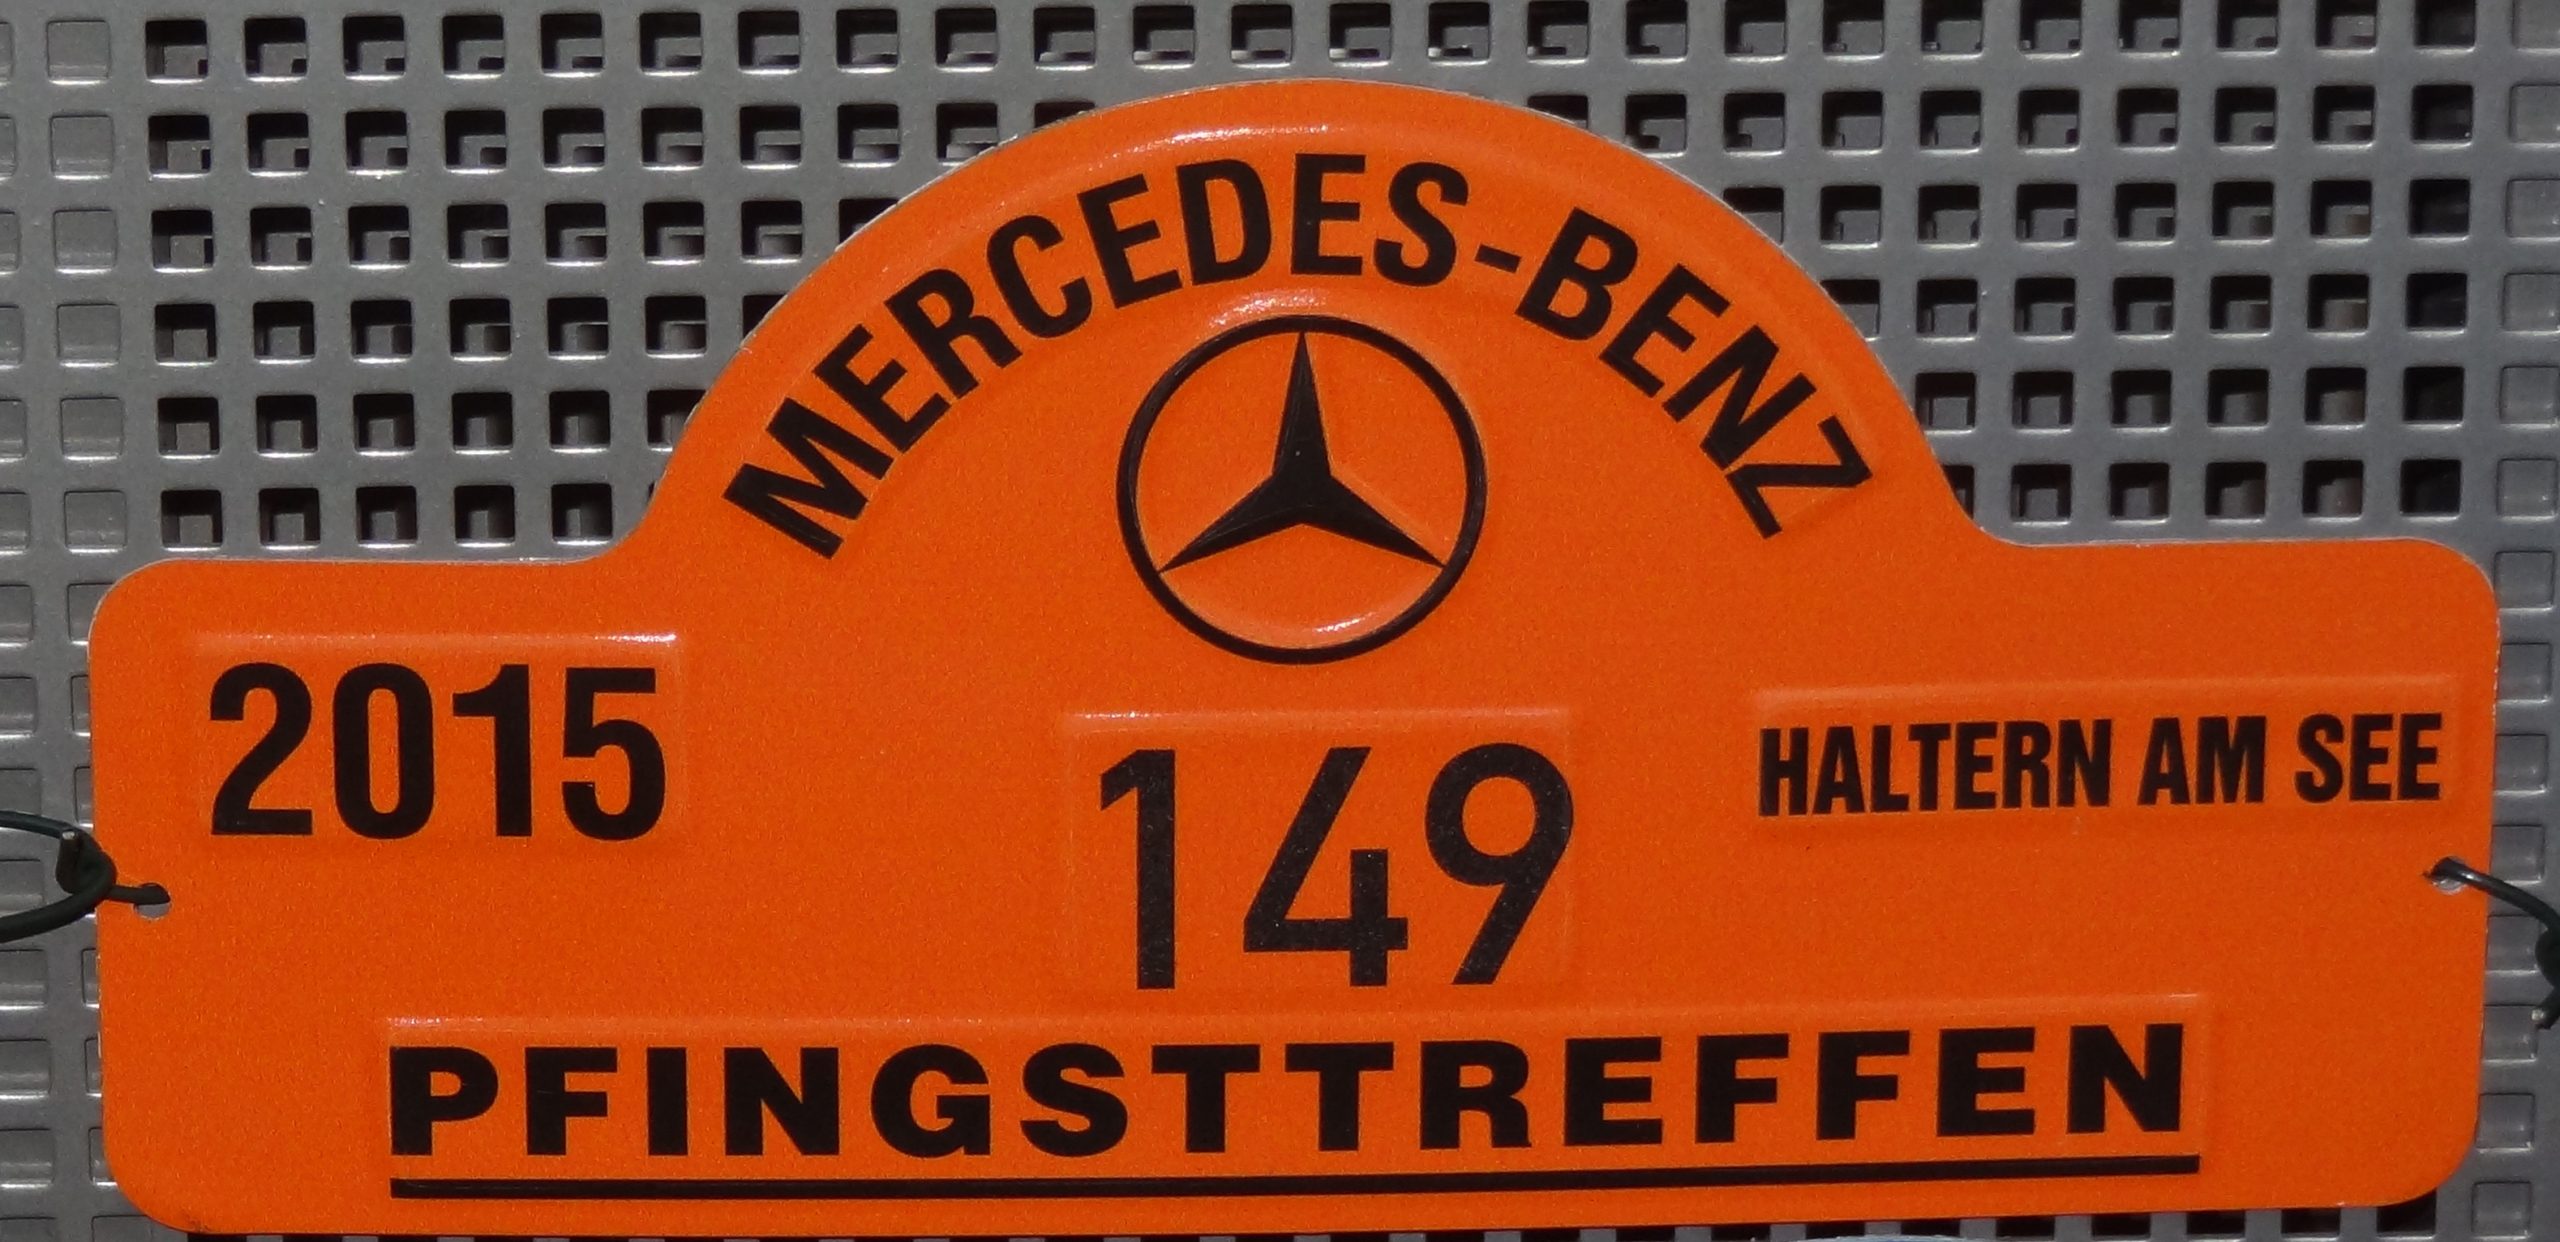 MERCEDES-BENZ
2015
149
HALTERN AM SEE
PFINGSTTREFFEN